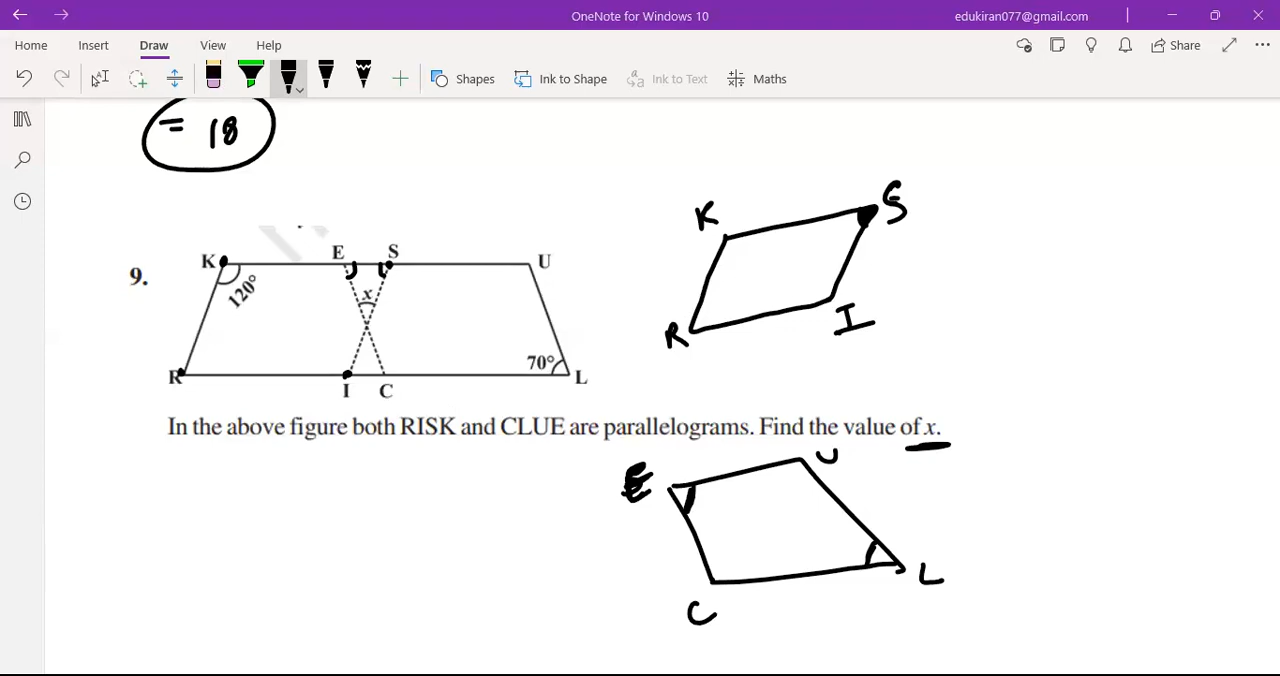 OneNote for Windows 10
edukiran077@gmail.com
Home Insert Draw View Help
Share
Shapes Ink to Shape Ink to Text Maths
= 18
K S
R I
9.
K E S U
120° x
70°
R I C L
In the above figure both RISK and CLUE are parallelograms. Find the value of x.
E U
C L